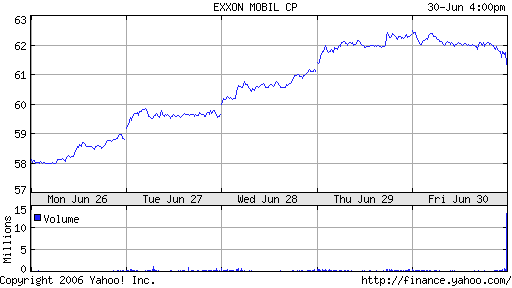 EXXON MOBIL CP 30-Jun 4:00pm
63
62
61
60
59
58
57
Mon Jun 26 Tue Jun 27 Wed Jun 28 Thu Jun 29 Fri Jun 30
15
10
5
0
Millions
Volume
Copyright 2006 Yahoo! Inc. http://finance.yahoo.com/